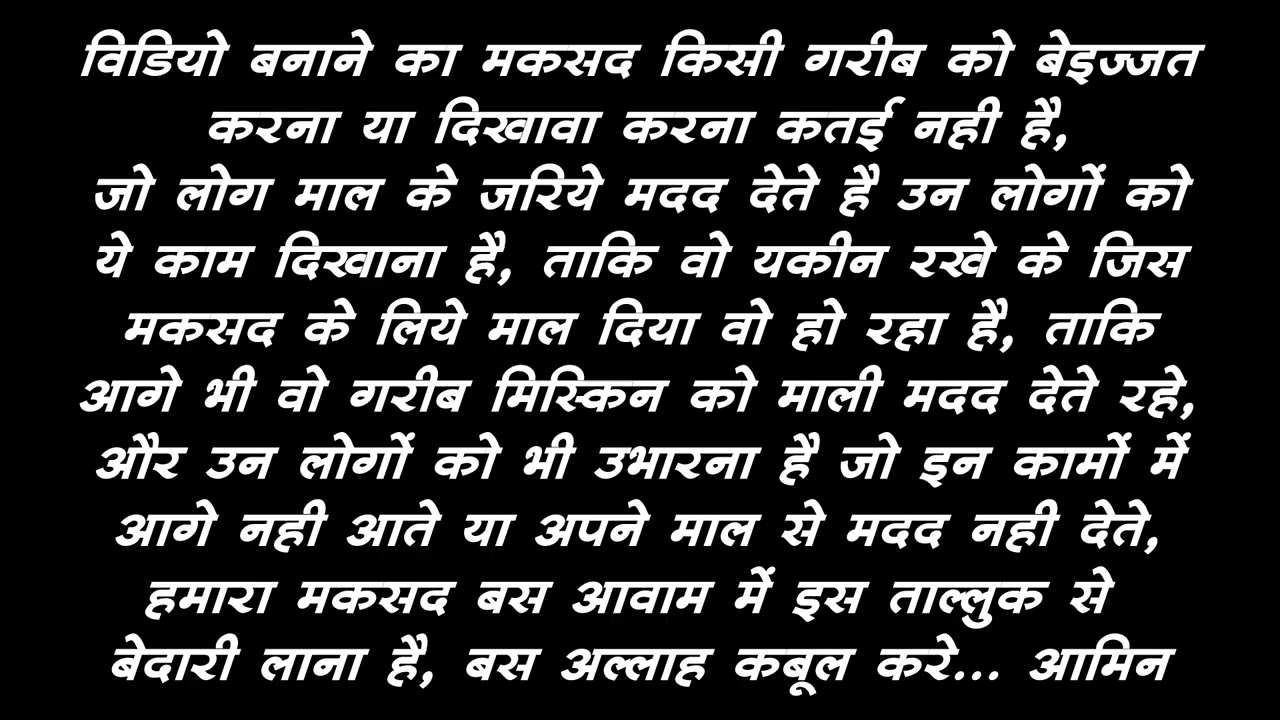 विडियो बनाने का मकसद किसी गरीब को बेइज्जत
करना या दिखावा करना कतई नही है,
जो लोग माल के जरिये मदद देते है उन लोगों को
ये काम दिखाना है, ताकि वो यकीन रखे के जिस
मकसद के लिये माल दिया वो हो रहा है, ताकि
आगे भी वो गरीब मिस्किन को माली मदद देते रहे,
और उन लोगों को भी उभारना है जो इन कामों में
आगे नही आते या अपने माल से मदद नही देते,
हमारा मकसद बस आवाम में इस ताल्लुक से
बेदारी लाना है, बस अल्लाह कबूल करे... आमिन